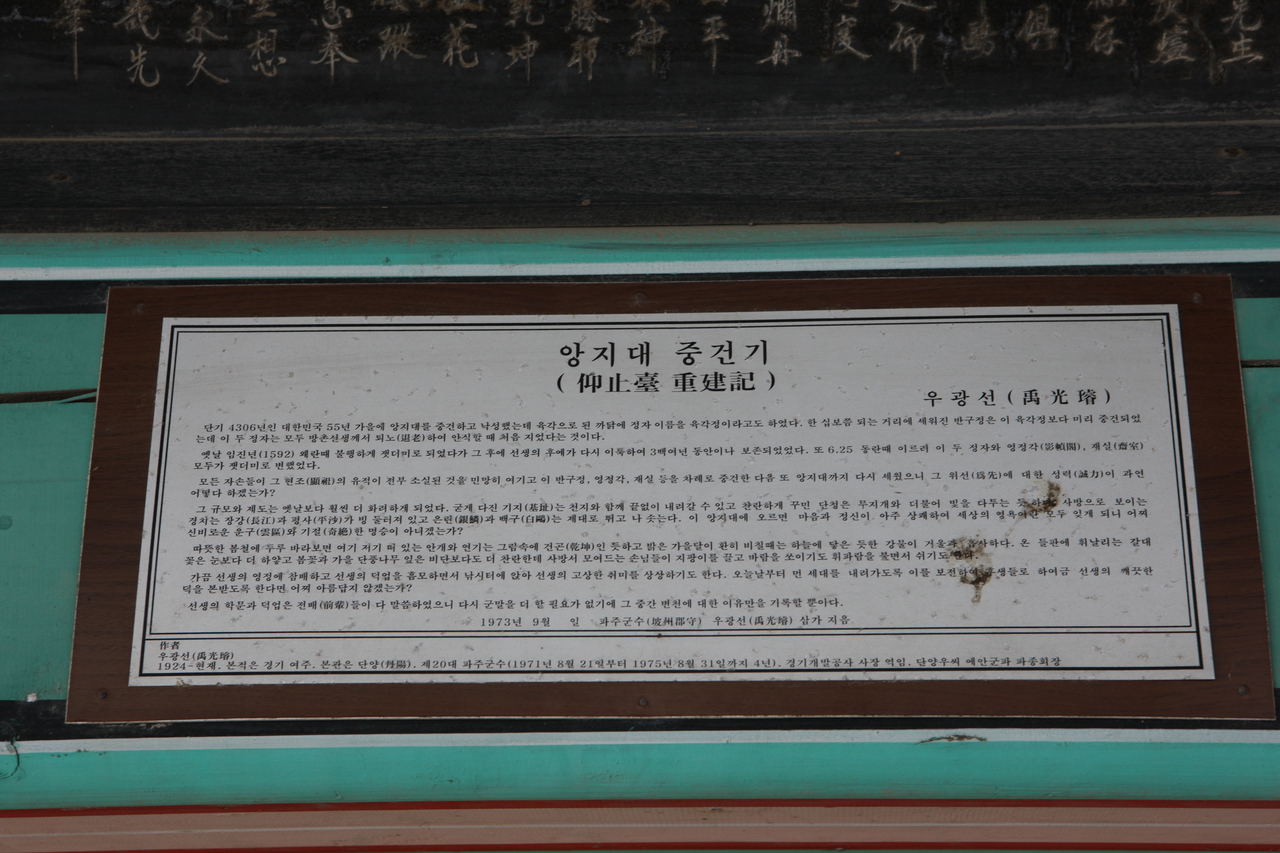 先生
存
俱
仰
度
爛丹
平
神
勝耶
乾坤
花
蹤
奉
想
永久
先
앙지대 중건기
( 仰止臺 重建記 )
우광선 ( 禹光璿 )
단기 4306년인 대한민국 55년 가을에 앙지대를 중건하고 낙성했는데 육각으로 된 까닭에 정자 이름을 육각정이라고도 하였다. 한 십보쯤 되는 거리에 세워진 반구정은 이 육각정보다 미리 중건되었
는데 이 두 정자는 모두 방촌선생께서 퇴노(退老)하여 안식할 때 처음 지었다는 것이다.
옛날 임진년(1592) 왜란때 불행하게 잿더미로 되었다가 그 후에 선생의 후예가 다시 이룩하여 3백여년 동안이나 보존되었었다. 또 6.25 동란때 이르러 이 두 정자와 영정각(影幀閣), 재실(齋室)
모두가 잿더미로 변했었다.
모든 자손들이 그 현조(顯祖)의 유적이 전부 소실된 것을 민망히 여기고 이 반구정, 영정각, 재실 등을 차례로 중건한 다음 또 앙지대까지 다시 세웠으니 그 위선(爲先)에 대한 성력(誠力)이 과연
어떻다 하겠는가?
그 규모와 제도는 옛날보다 훨씬 더 화려하게 되었다. 굳게 다진 기지(基址)는 천지와 함께 끝없이 내려갈 수 있고 찬란하게 꾸민 단청은 무지개와 더불어 빛을 다투는 듯 사방으로 보이는
경치는 장강(長江)과 평사(平沙)가 빙 둘러져 있고 은린(銀鱗)과 백구(白鷗)는 제대로 뛰고 나 솟는다. 이 앙지대에 오르면 마음과 정신이 아주 상쾌하여 세상의 명욕이란 모두 잊게 되니 어찌
신비로운 운구(雲區)와 기절(奇絶)한 명승이 아니겠는가?
따뜻한 봄철에 두루 바라보면 여기 저기 떠 있는 안개와 연기는 그림속에 건곤(乾坤)인 듯하고 밝은 가을달이 환히 비칠때는 하늘에 닿은 듯한 강물이 거울과 흡사하다. 온 들판에 휘날리는 갈대
꽃은 눈보다 더 하얗고 봄꽃과 가을 단풍나무 잎은 비단보다도 더 찬란한데 사방서 모여드는 손님들이 지팡이를 끌고 바람을 쏘이기도 휘파람을 불면서 쉬기도 한다.
가끔 선생의 영정에 참배하고 선생의 덕업을 흠모하면서 낚시터에 앉아 선생의 고상한 취미를 상상하기도 한다. 오늘날부터 먼 세대를 내려가도록 이를 보전하여 후생들로 하여금 선생의 깨끗한
덕을 본받도록 한다면 어찌 아름답지 않겠는가?
선생의 학문과 덕업은 전배(前輩)들이 다 말씀하였으니 다시 군말을 더 할 필요가 없기에 그 중간 변천에 대한 이유만을 기록할 뿐이다.
1973년 9월 일 파주군수(坡州郡守) 우광선(禹光璿) 삼가 지음
作者
우광선(禹光璿)
1924-현재. 본적은 경기 여주. 본관은 단양(丹陽). 제20대 파주군수(1971년 8월 21일부터 1975년 8월 31일까지 4년). 경기개발공사 사장 역임. 단양우씨 예안군파 파종회장